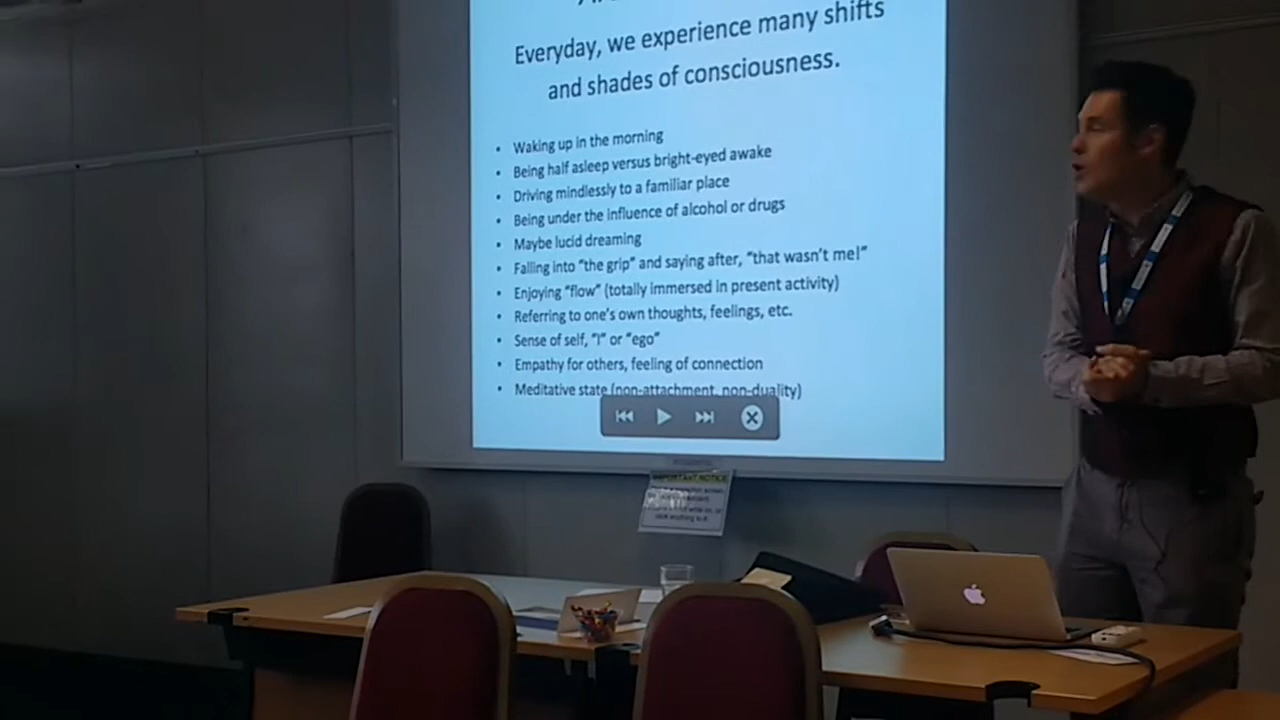 Everyday, we experience many shifts
and shades of consciousness.
• Waking up in the morning
• Being half asleep versus bright-eyed awake
• Driving mindlessly to a familiar place
• Being under the influence of alcohol or drugs
• Maybe lucid dreaming
• Falling into “the grip” and saying after, “that wasn’t me!”
• Enjoying “flow” (totally immersed in present activity)
• Referring to one’s own thoughts, feelings, etc.
• Sense of self, “I” or “ego”
• Empathy for others, feeling of connection
• Meditative state (non-attachment, non-duality)
IMPORTANT NOTICE